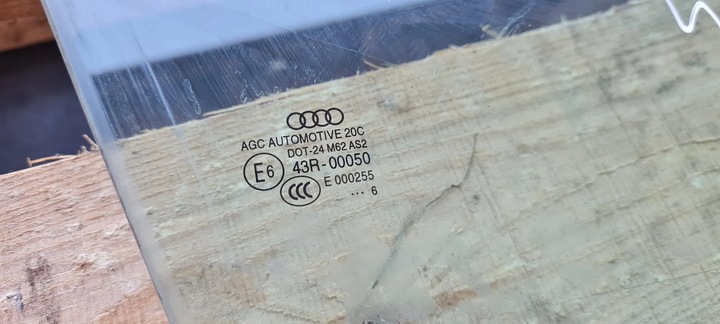 AGC AUTOMOTIVE 20C
DOT-24 M62 AS2
E6 43R-00050
CCC E 000255
... 6